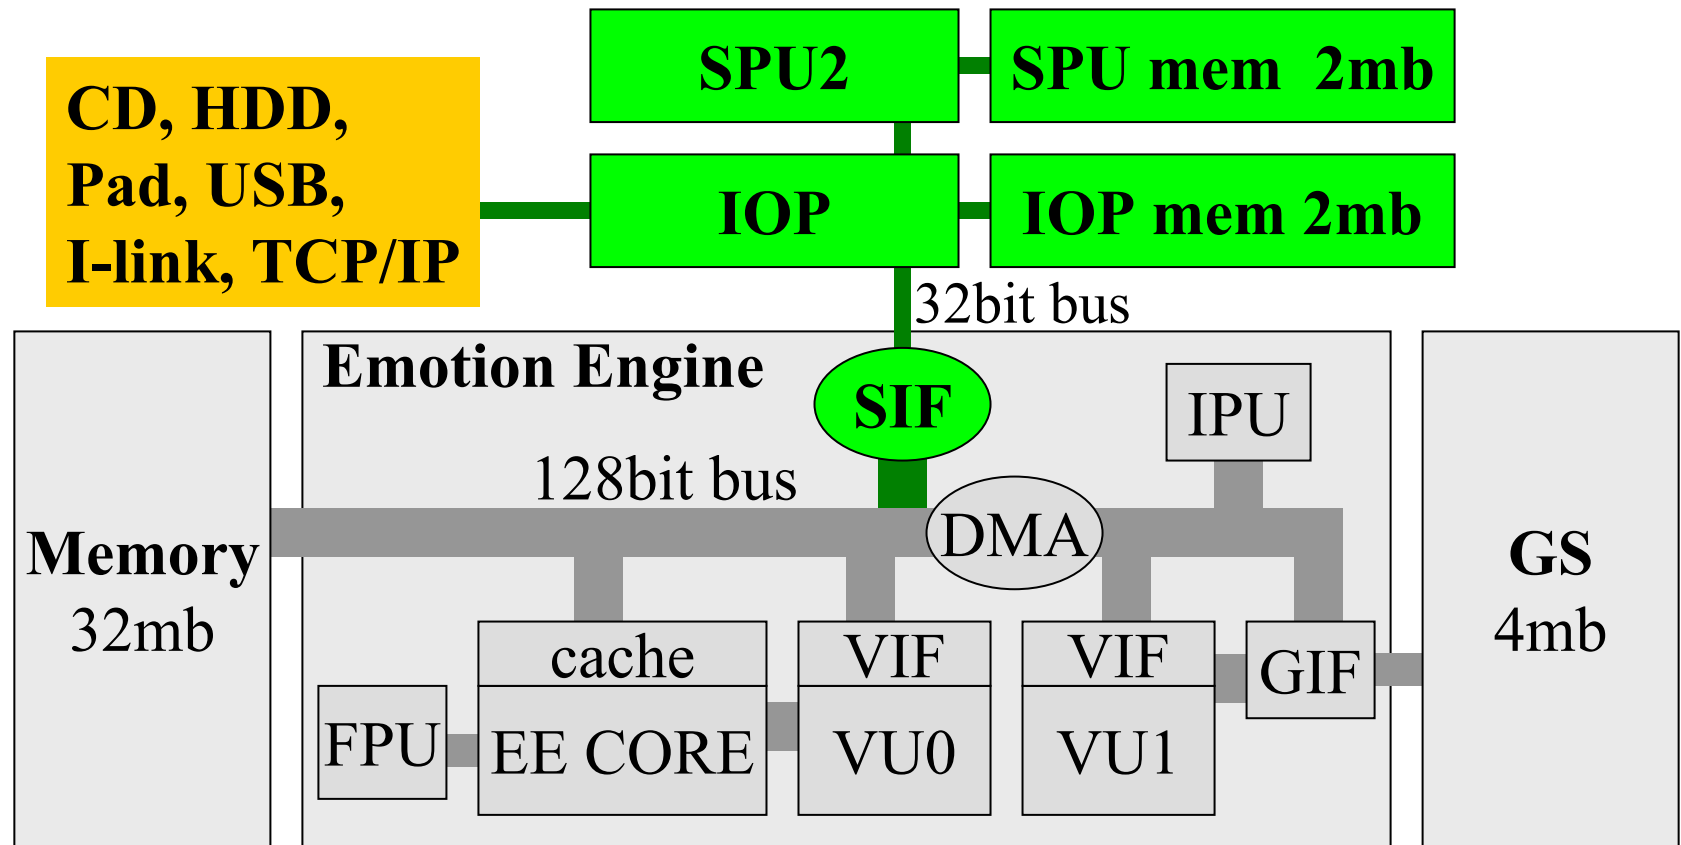 SPU2
SPU mem 2mb
CD, HDD,
Pad, USB,
I-link, TCP/IP
IOP
IOP mem 2mb
32bit bus
Emotion Engine
SIF
IPU
128bit bus
DMA
Memory
32mb
GS
4mb
cache
VIF
VIF
GIF
FPU
EE CORE
VU0
VU1